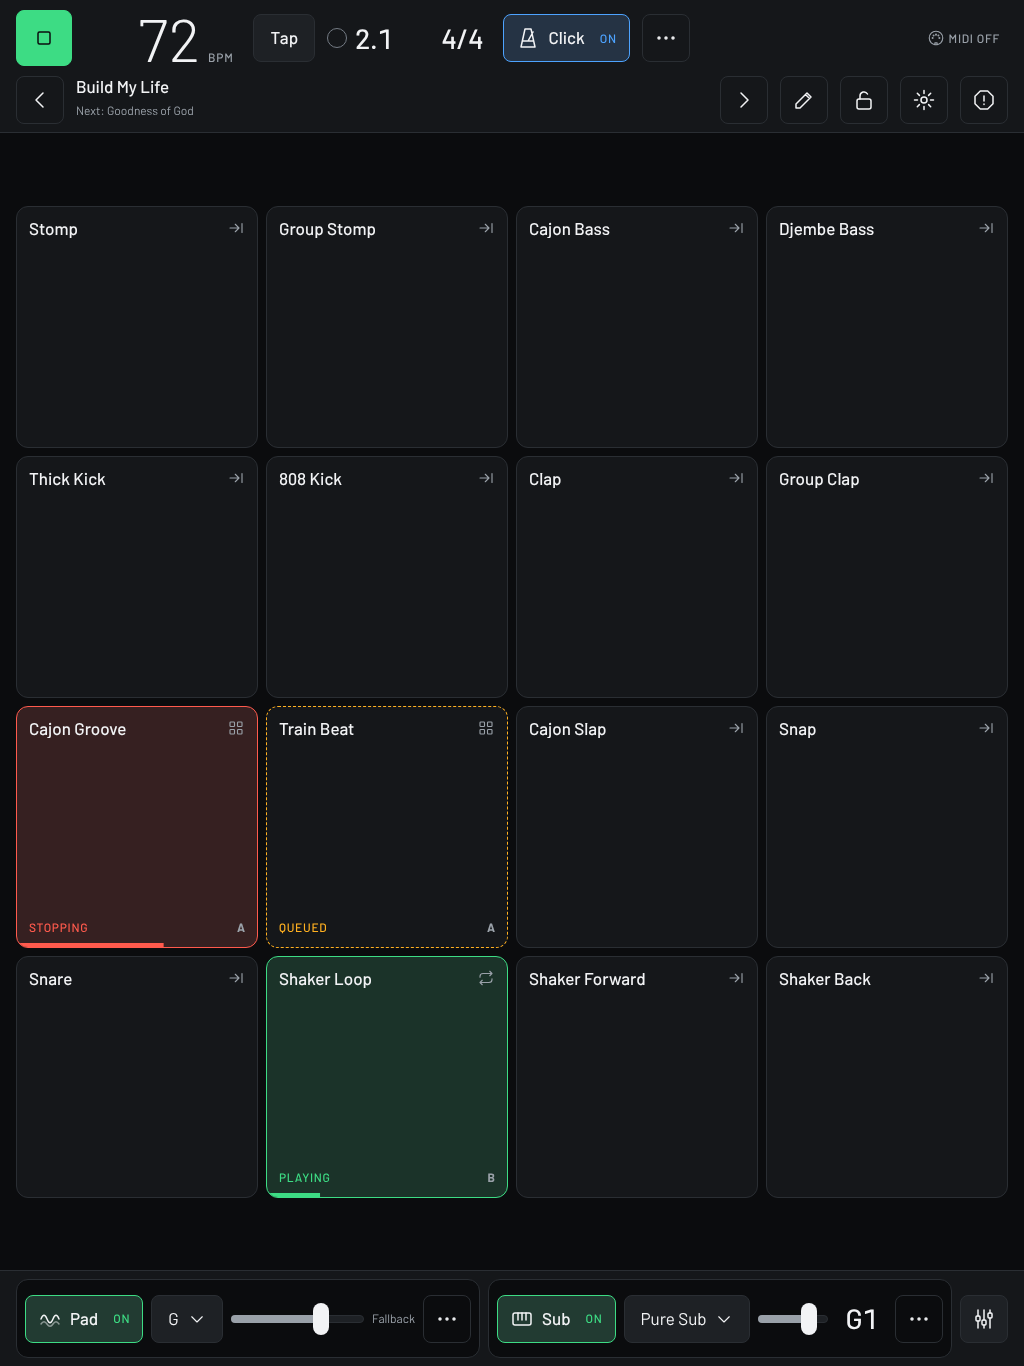 72 BPM Tap 2.1 4/4 Click ON MIDI OFF
Build My Life
Next: Goodness of God
Stomp Group Stomp Cajon Bass Djembe Bass
Thick Kick 808 Kick Clap Group Clap
Cajon Groove Train Beat Cajon Slap Snap
STOPPING A QUEUED A
Snare Shaker Loop Shaker Forward Shaker Back
PLAYING B
Pad ON G Fallback Sub ON Pure Sub G1